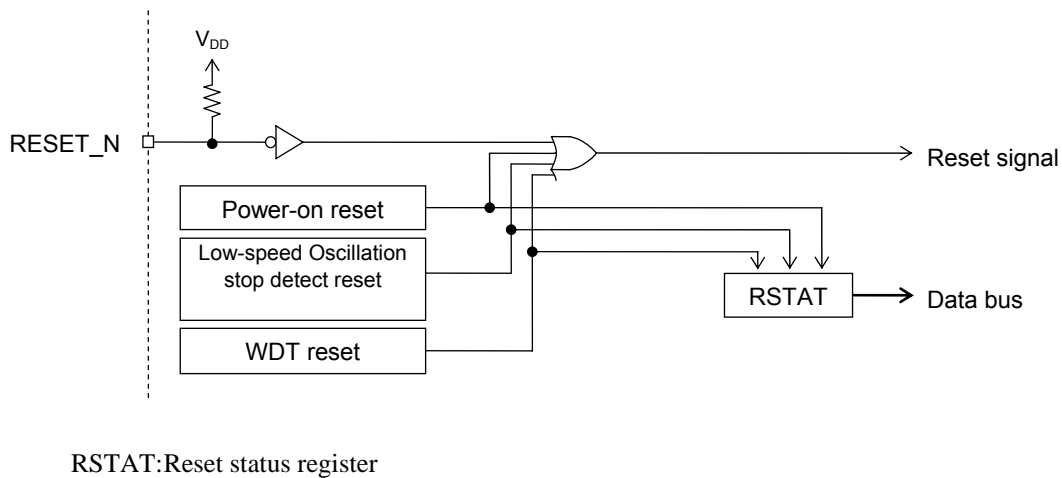 VDD
RESET_N
Reset signal
Power-on reset
Low-speed Oscillation
stop detect reset
RSTAT
Data bus
WDT reset
RSTAT:Reset status register